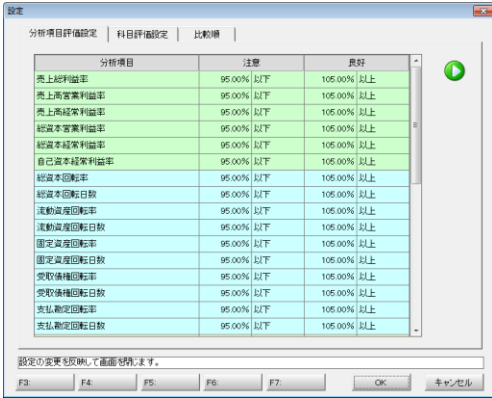 設定
分析項目評価設定 科目評価設定 比較順
分析項目 注意 良好
売上総利益率 95.00% 以下 105.00% 以上
売上高営業利益率 95.00% 以下 105.00% 以上
売上高経常利益率 95.00% 以下 105.00% 以上
総資本営業利益率 95.00% 以下 105.00% 以上
総資本経常利益率 95.00% 以下 105.00% 以上
自己資本経常利益率 95.00% 以下 105.00% 以上
総資本回転率 95.00% 以下 105.00% 以上
総資本回転日数 95.00% 以下 105.00% 以上
流動資産回転率 95.00% 以下 105.00% 以上
流動資産回転日数 95.00% 以下 105.00% 以上
固定資産回転率 95.00% 以下 105.00% 以上
固定資産回転日数 95.00% 以下 105.00% 以上
受取債権回転率 95.00% 以下 105.00% 以上
受取債権回転日数 95.00% 以下 105.00% 以上
支払勘定回転率 95.00% 以下 105.00% 以上
支払勘定回転日数 95.00% 以下 105.00% 以上
設定の変更を反映して画面を閉じます。
F3: F4: F5: F6: F7: OK キャンセル